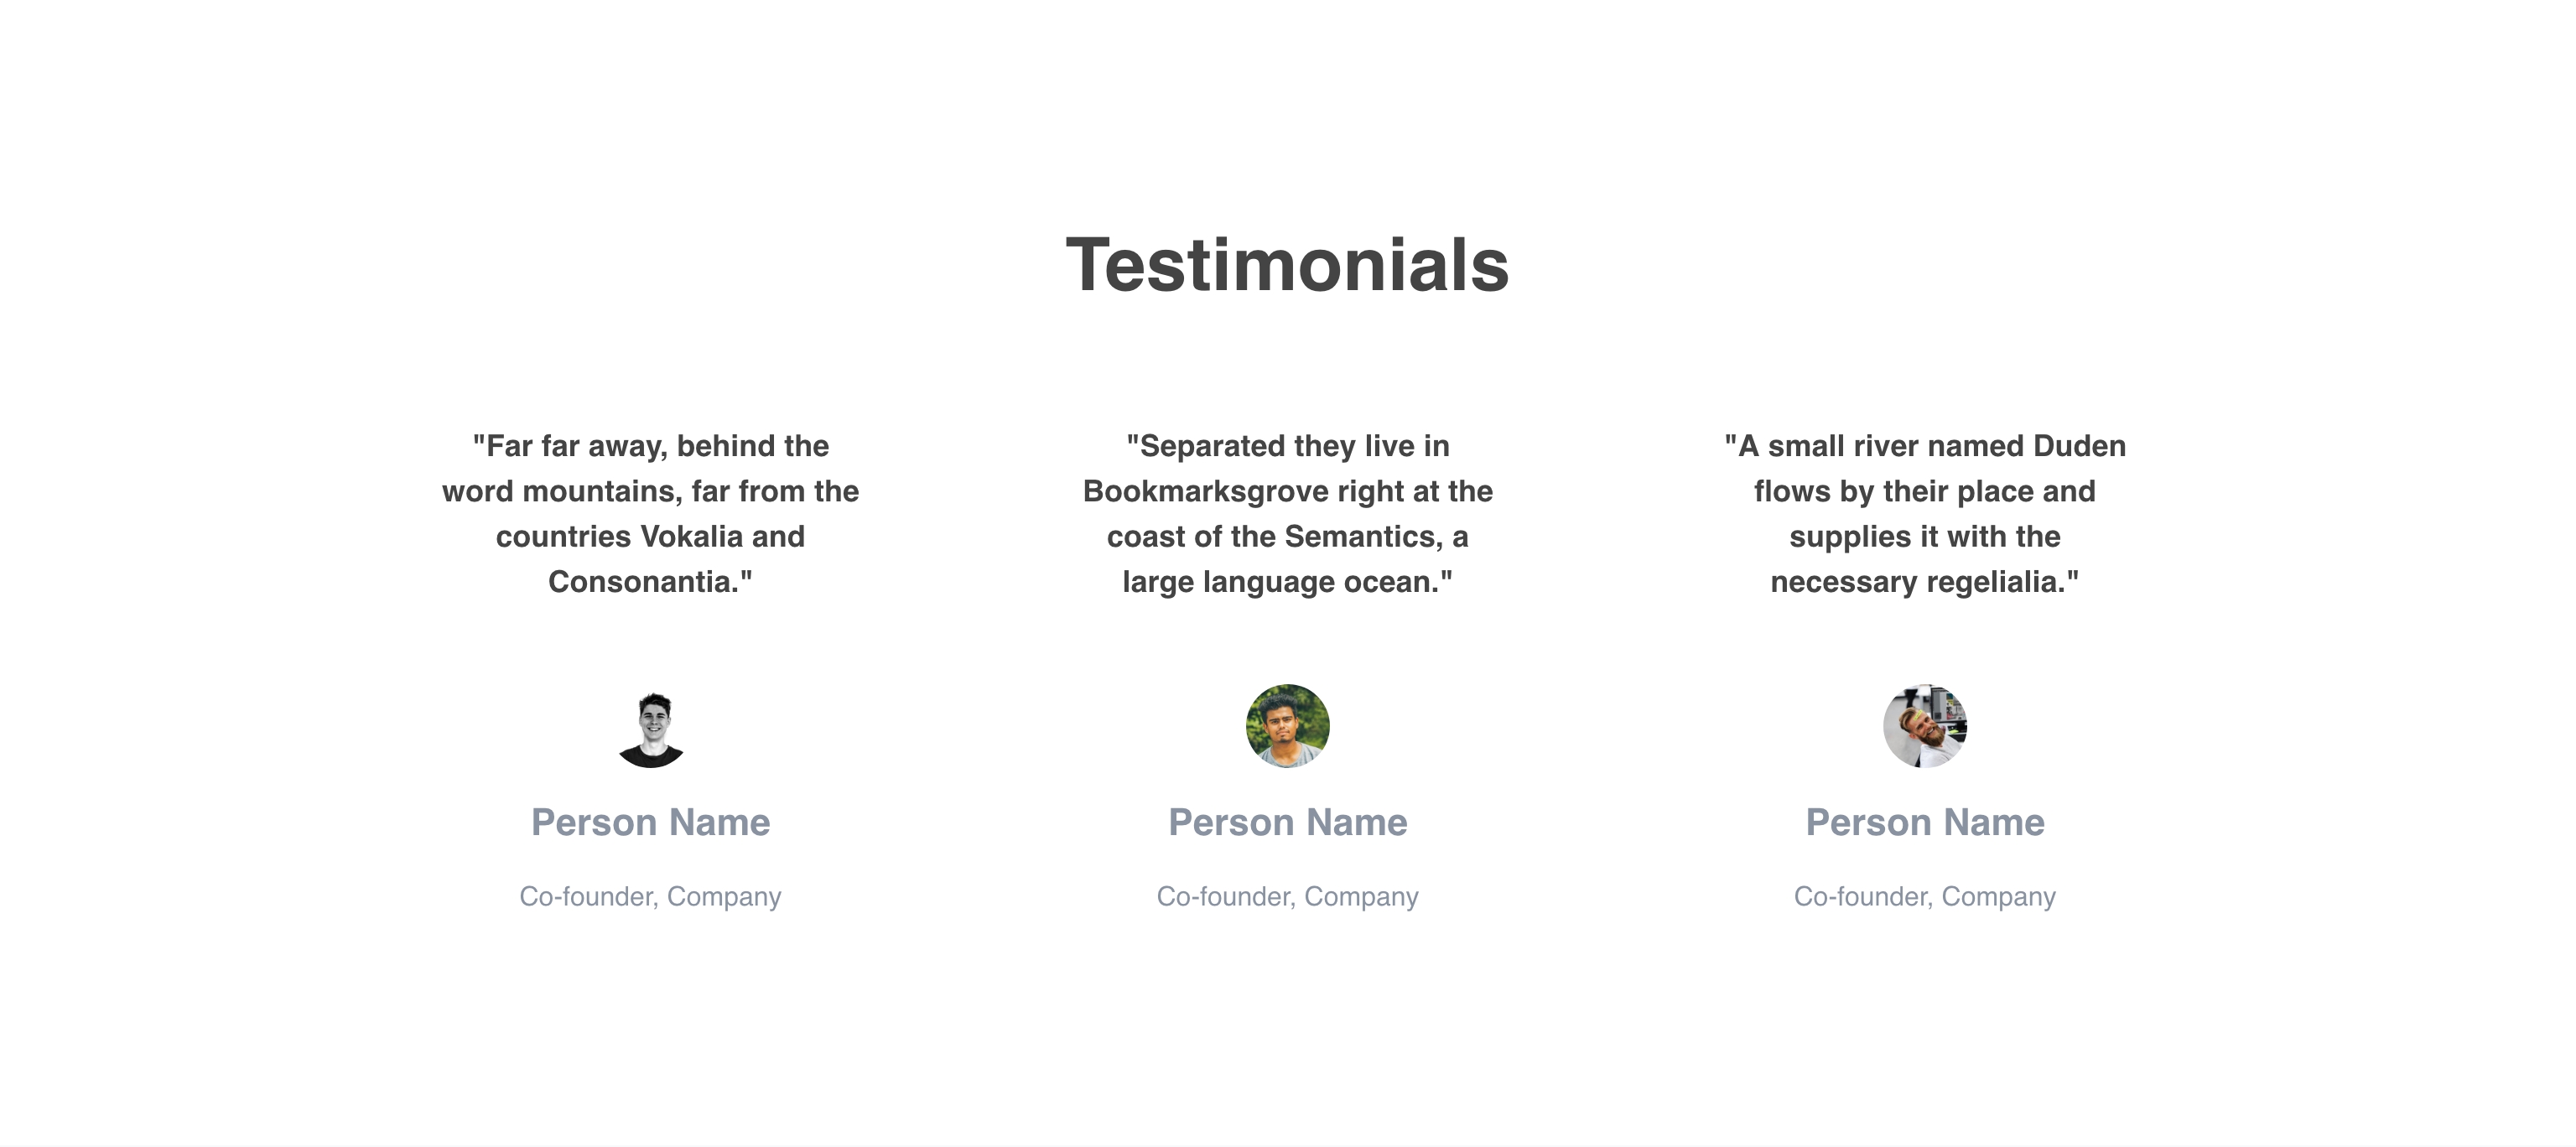 Testimonials
"Far far away, behind the
word mountains, far from the
countries Vokalia and
Consonantia."
Person Name
Co-founder, Company
"Separated they live in
Bookmarksgrove right at the
coast of the Semantics, a
large language ocean."
Person Name
Co-founder, Company
"A small river named Duden
flows by their place and
supplies it with the
necessary regelialia."
Person Name
Co-founder, Company